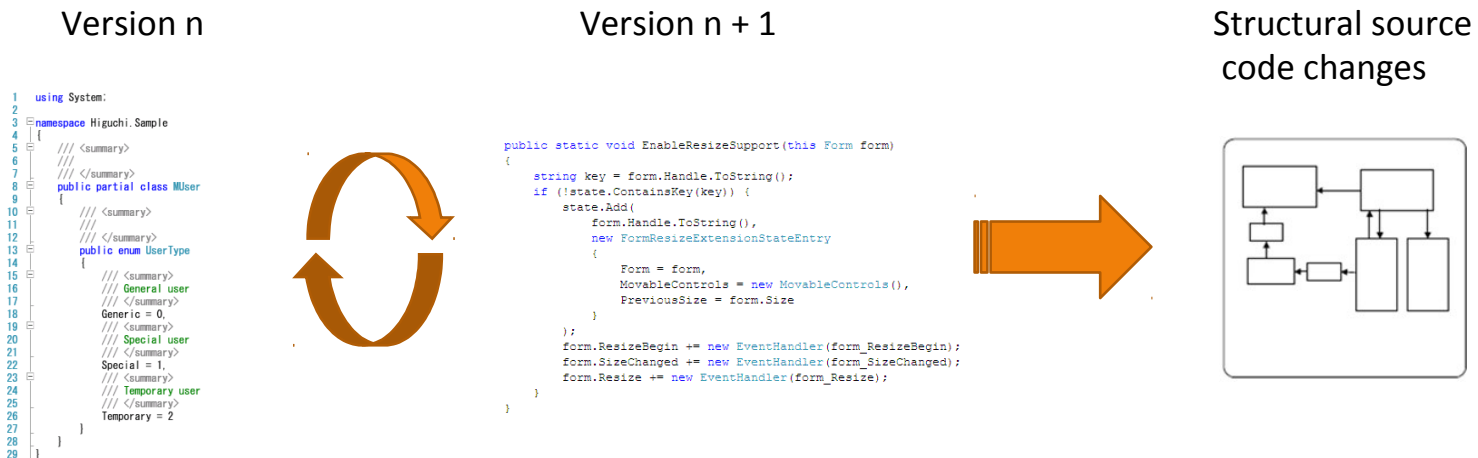 Version n
Version n + 1
Structural source
code changes
1 using System;
2
3 namespace Higuchi.Sample
4 {
5 /// <summary>
6 ///
7 /// </summary>
8 public partial class MUser
9 {
10 /// <summary>
11 ///
12 /// </summary>
13 public enum UserType
14 {
15 /// <summary>
16 /// General user
17 /// </summary>
18 Generic = 0,
19 /// <summary>
20 /// Special user
21 /// </summary>
22 Special = 1,
23 /// <summary>
24 /// Temporary user
25 /// </summary>
26 Temporary = 2
27 }
28 }
29 }
public static void EnableResizeSupport(this Form form)
{
string key = form.Handle.ToString();
if (!state.ContainsKey(key)) {
state.Add(
form.Handle.ToString(),
new FormResizeExtensionStateEntry
{
Form = form,
MovableControls = new MovableControls(),
PreviousSize = form.Size
}
);
form.ResizeBegin += new EventHandler(form_ResizeBegin);
form.SizeChanged += new EventHandler(form_SizeChanged);
form.Resize += new EventHandler(form_Resize);
}
}